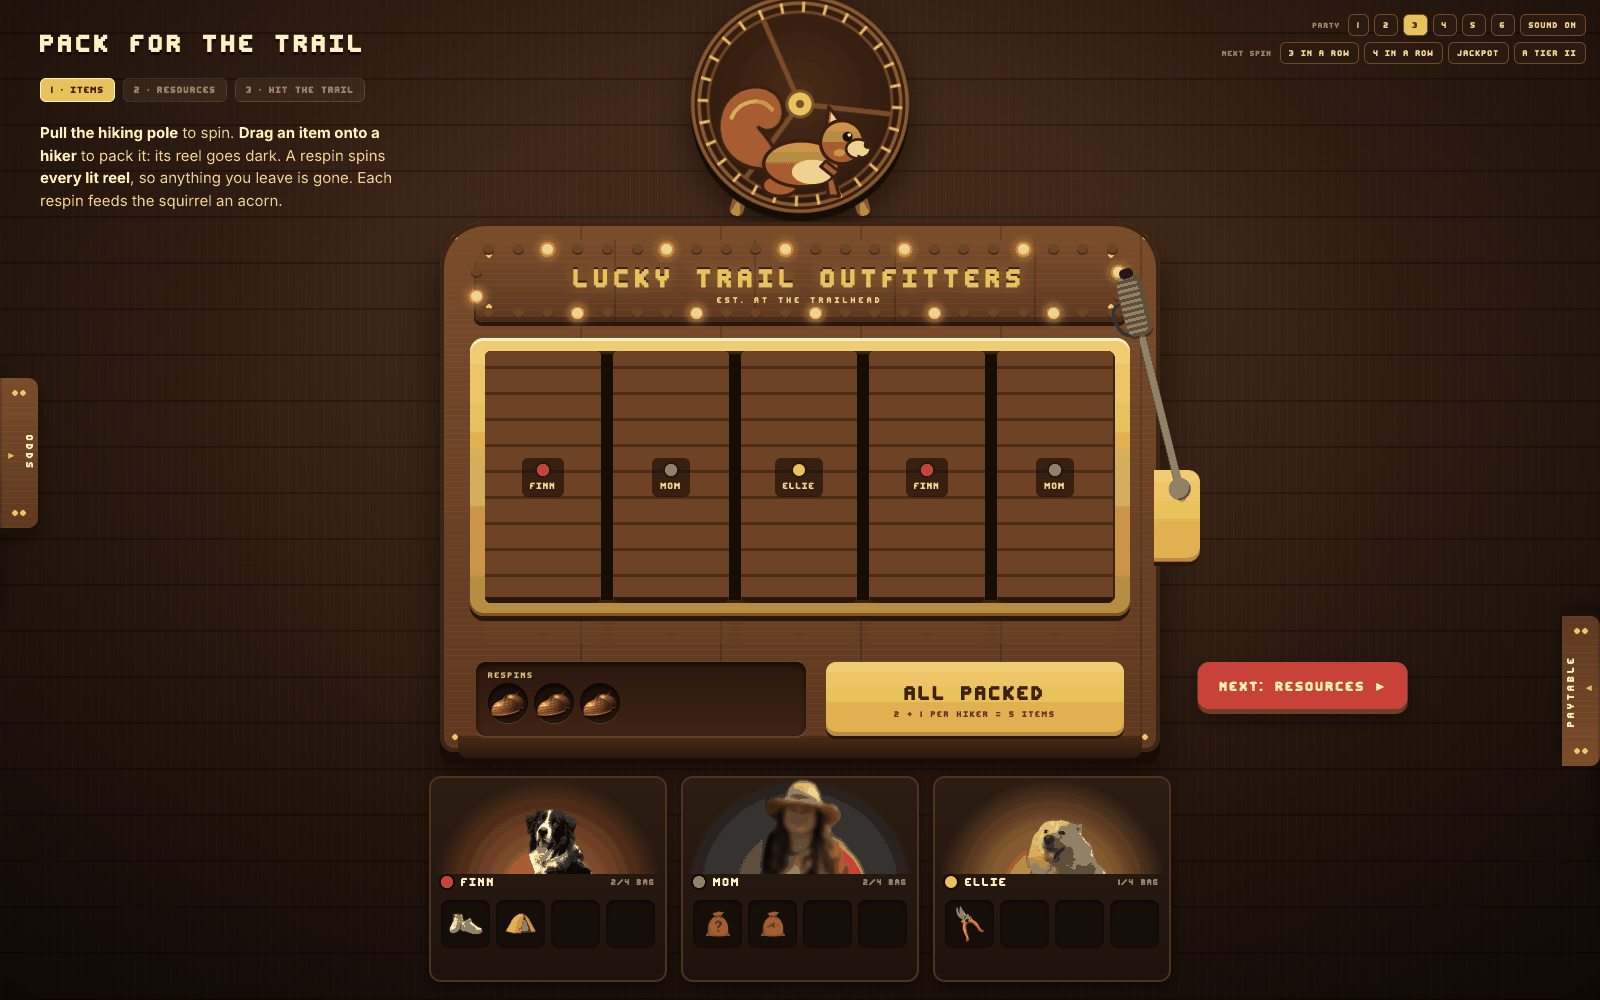 PACK FOR THE TRAIL
1 · ITEMS
2 · RESOURCES
3 · HIT THE TRAIL
Pull the hiking pole to spin. Drag an item onto a
hiker to pack it: its reel goes dark. A respin spins
every lit reel, so anything you leave is gone. Each
respin feeds the squirrel an acorn.
PARTY 1 2 3 4 5 6 SOUND ON
NEXT SPIN 3 IN A ROW 4 IN A ROW JACKPOT A TIER II
LUCKY TRAIL OUTFITTERS
EST. AT THE TRAILHEAD
ODDS
FINN
MOM
ELLIE
FINN
MOM
RESPINS
ALL PACKED
2 + 1 PER HIKER = 5 ITEMS
NEXT: RESOURCES ▶
PAYTABLE
FINN 2/4 BAG
MOM 2/4 BAG
ELLIE 1/4 BAG
?